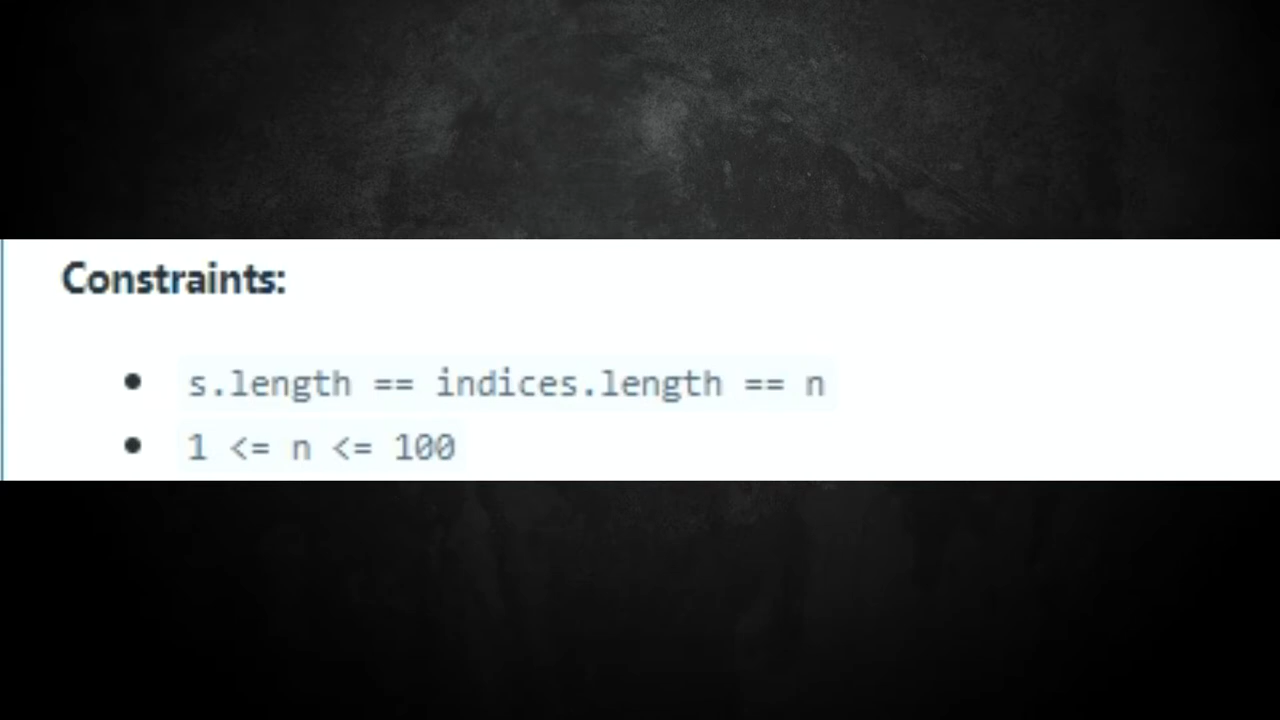 Constraints:
s.length == indices.length == n
1 <= n <= 100